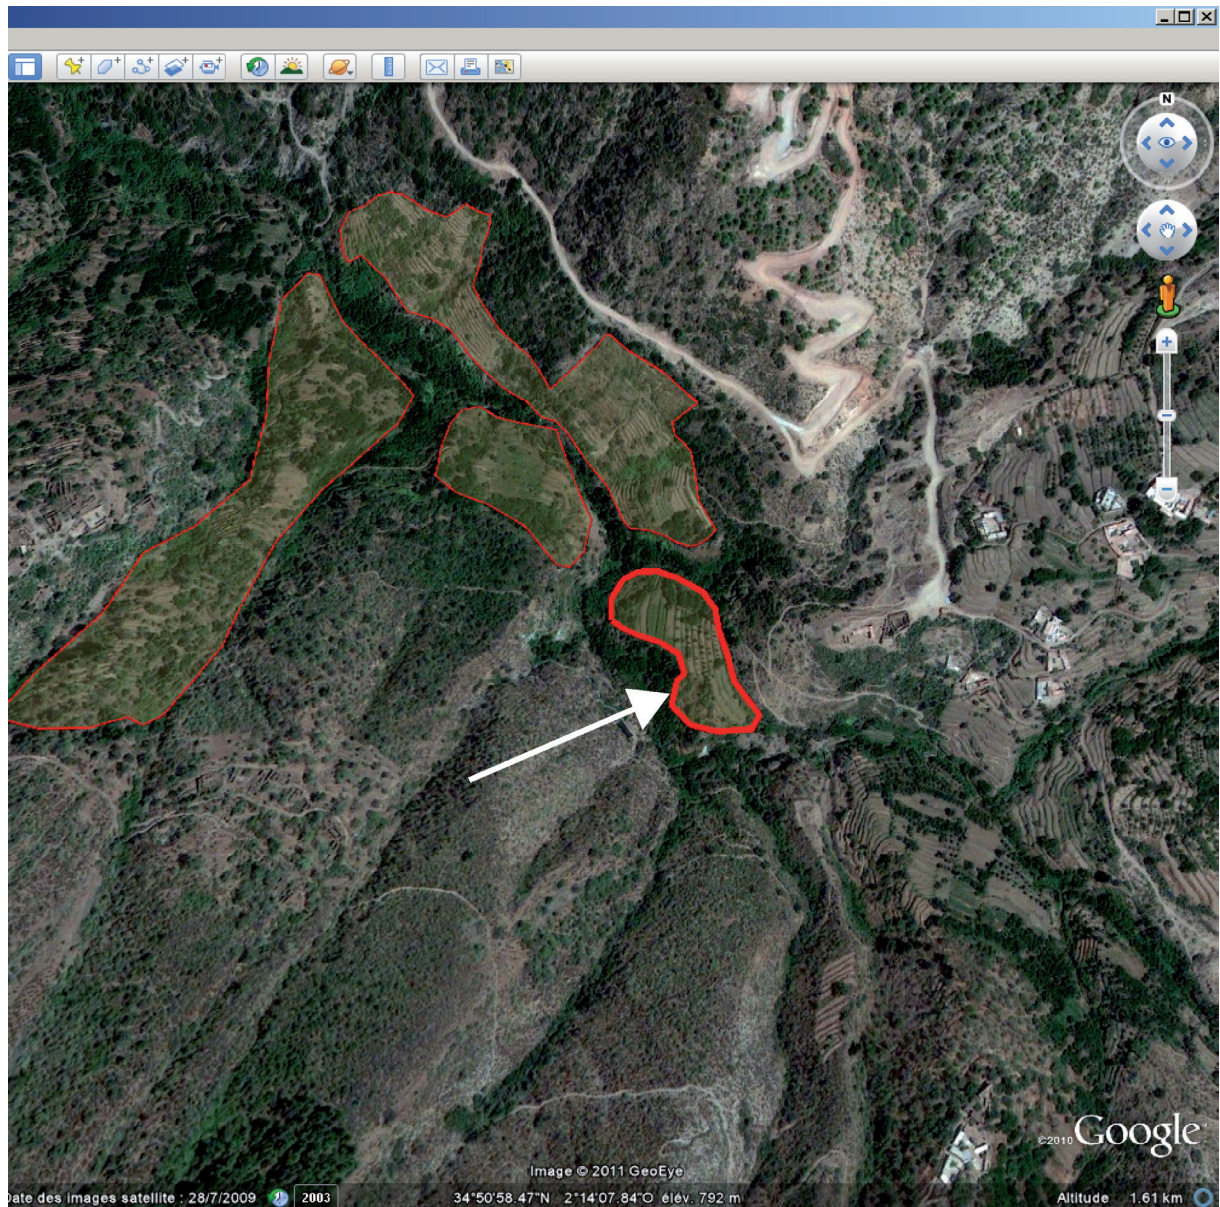 N
©2010 Google
Image © 2011 GeoEye
Date des images satellite : 28/7/2009 2003 34°50'58.47"N 2°14'07.84"O élév. 792 m Altitude 1.61 km